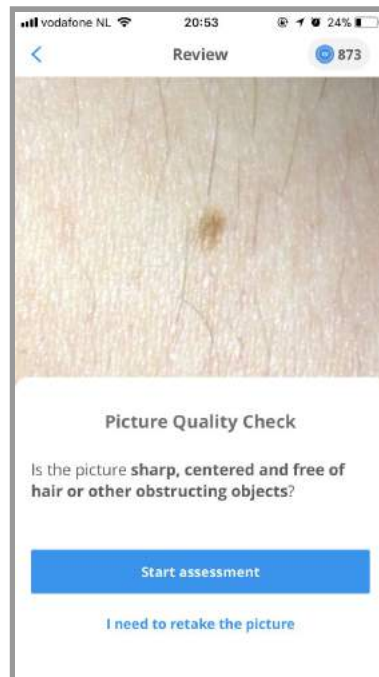 vodafone NL 20:53 24%
Review 873
Picture Quality Check
Is the picture sharp, centered and free of
hair or other obstructing objects?
Start assessment
I need to retake the picture